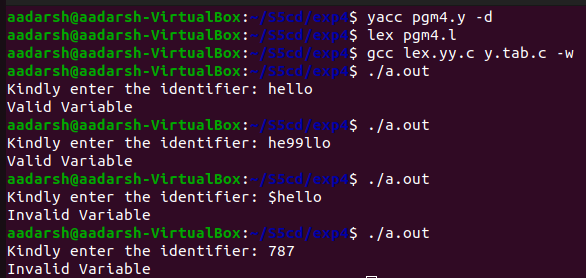 aadarsh@aadarsh-VirtualBox:~/SScd/exp4$ yacc pgm4.y -d
aadarsh@aadarsh-VirtualBox:~/SScd/exp4$ lex pgm4.l
aadarsh@aadarsh-VirtualBox:~/SScd/exp4$ gcc lex.yy.c y.tab.c -w
aadarsh@aadarsh-VirtualBox:~/SScd/exp4$ ./a.out
Kindly enter the identifier: hello
Valid Variable
aadarsh@aadarsh-VirtualBox:~/SScd/exp4$ ./a.out
Kindly enter the identifier: he99llo
Valid Variable
aadarsh@aadarsh-VirtualBox:~/SScd/exp4$ ./a.out
Kindly enter the identifier: $hello
Invalid Variable
aadarsh@aadarsh-VirtualBox:~/SScd/exp4$ ./a.out
Kindly enter the identifier: 787
Invalid Variable